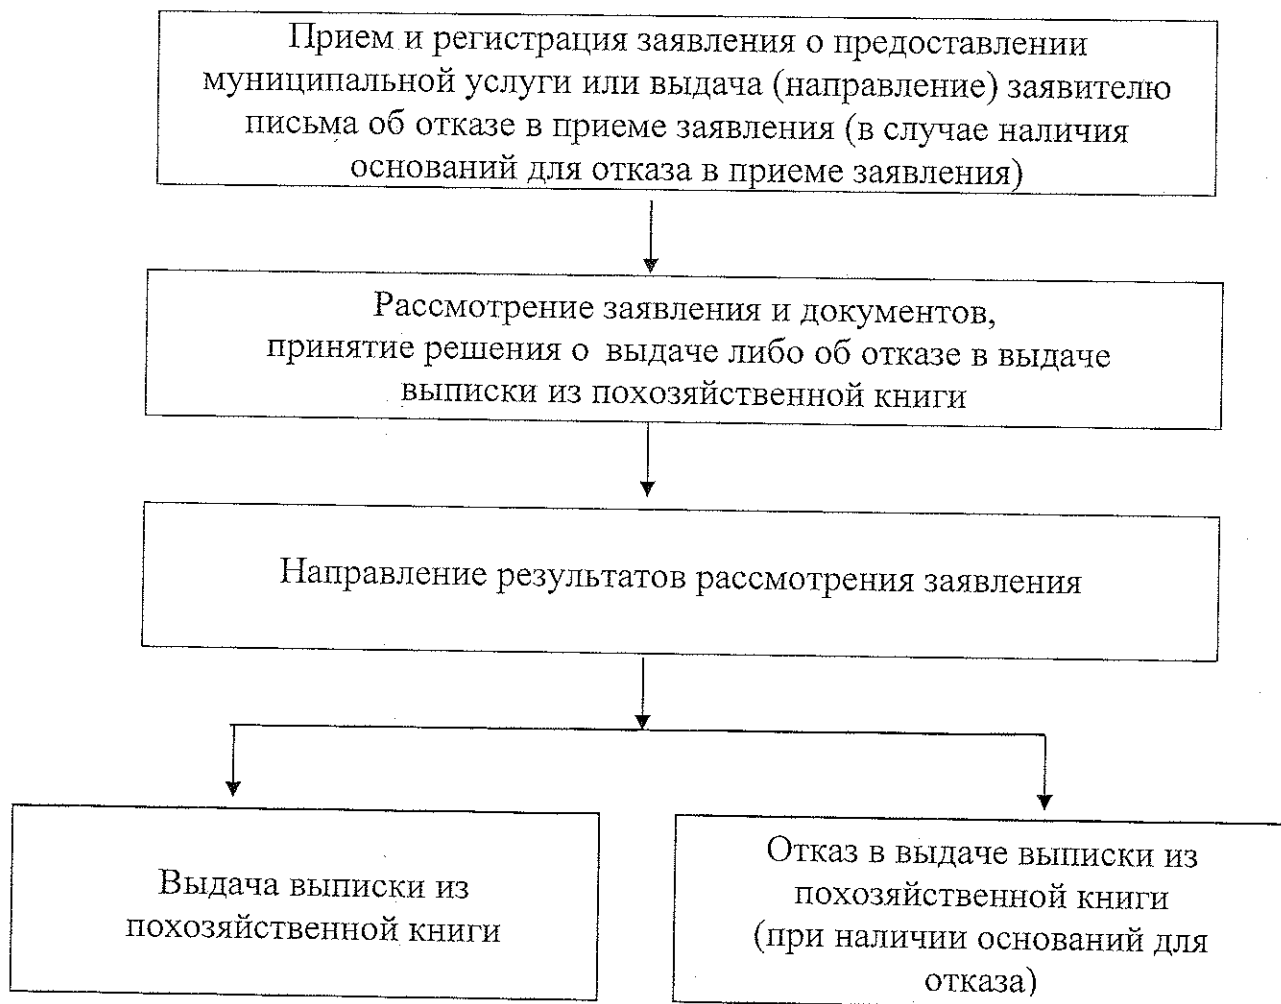 Прием и регистрация заявления о предоставлении
муниципальной услуги или выдача (направление) заявителю
письма об отказе в приеме заявления (в случае наличия
оснований для отказа в приеме заявления)
Рассмотрение заявления и документов,
принятие решения о выдаче либо об отказе в выдаче
выписки из похозяйственной книги
Направление результатов рассмотрения заявления
Выдача выписки из
похозяйственной книги
Отказ в выдаче выписки из
похозяйственной книги
(при наличии оснований для
отказа)